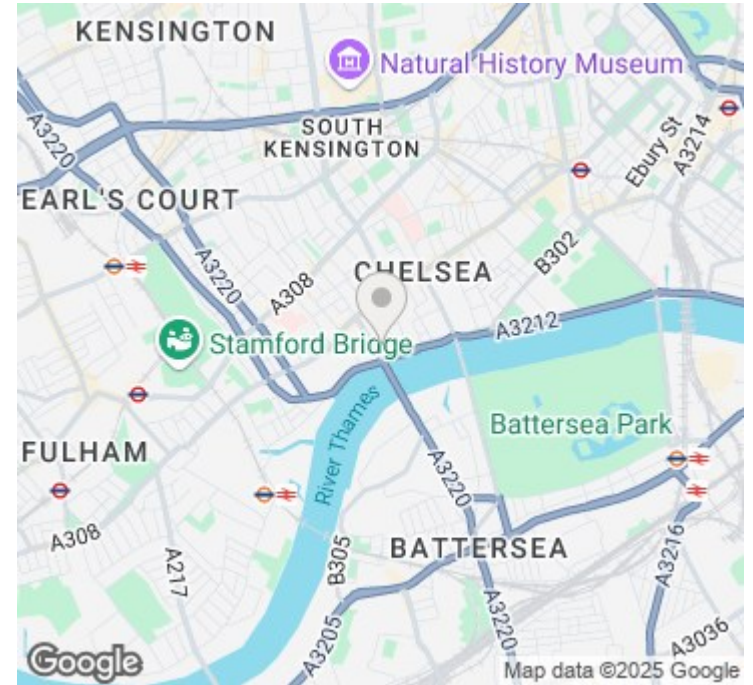 KENSINGTON
Natural History Museum
A3220
SOUTH
KENSINGTON
Ebury St
A3214
EARL'S COURT
A3220
A308
CHELSEA
B302
A3212
Stamford Bridge
River Thames
Battersea Park
FULHAM
A3220
A308
A217
B305
BATTERSEA
A3216
A3205
A3220
A3036
Google
Map data ©2025 Google